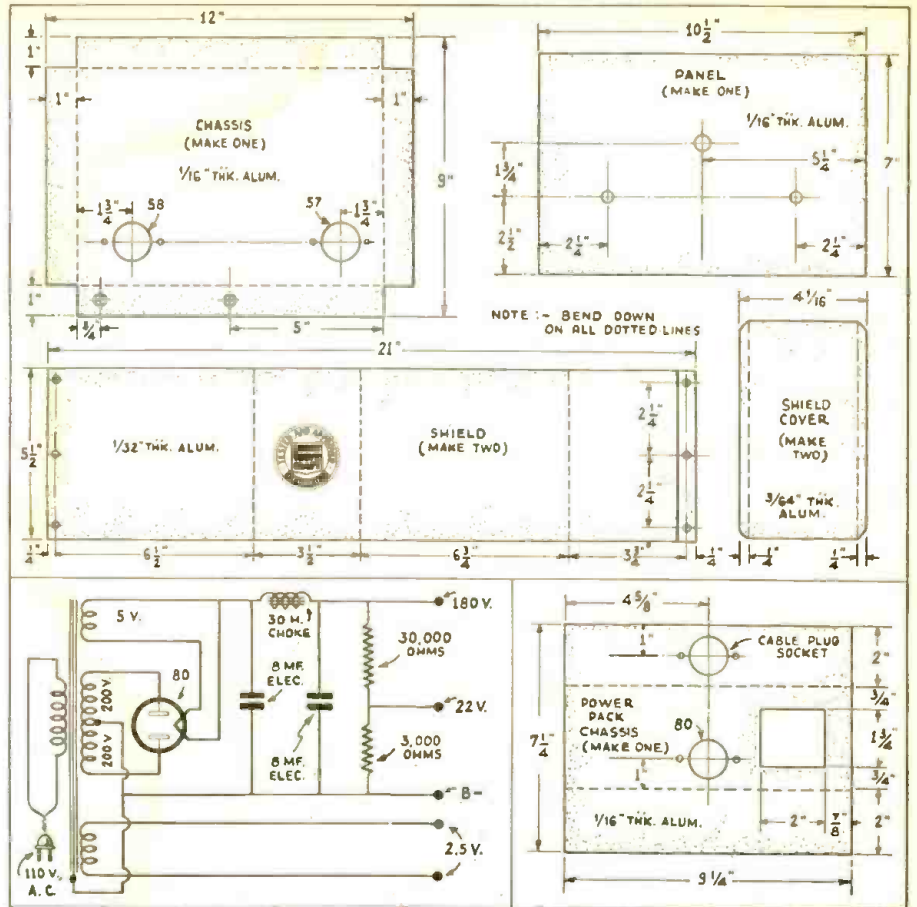 12"
1"
1"
1"
CHASSIS
(MAKE ONE)
1/16" THK. ALUM.
9"
1 3/4"
58
57
1 3/4"
1"
5"
10 1/2"
PANEL
(MAKE ONE)
1/16" THK. ALUM.
7"
1 3/4"
5 1/4"
2 1/2"
2 1/4"
2 1/4"
NOTE :- BEND DOWN
ON ALL DOTTED LINES
21"
5 1/2"
1/32" THK. ALUM.
SHIELD
(MAKE TWO)
2 1/4"
2 1/4"
1/4"
6 1/2"
3 1/2"
6 3/4"
3 3/4"
1/4"
4 1/16"
SHIELD
COVER
(MAKE
TWO)
3/64" THK.
ALUM.
1/4"
1/4"
5 V.
200V.
200V.
80
110 V.
A.C.
30 H.
CHOKE
8 MF.
ELEC.
8 MF.
ELEC.
30,000
OHMS
3,000
OHMS
180 V.
22 V.
B-
2.5 V.
4 5/8"
1"
CABLE PLUG
SOCKET
2"
7 1/4"
POWER
PACK
CHASSIS
(MAKE ONE)
80
1"
3/4"
1 3/4"
3/4"
1/16" THK. ALUM.
2"
7/8
2"
9 1/4"